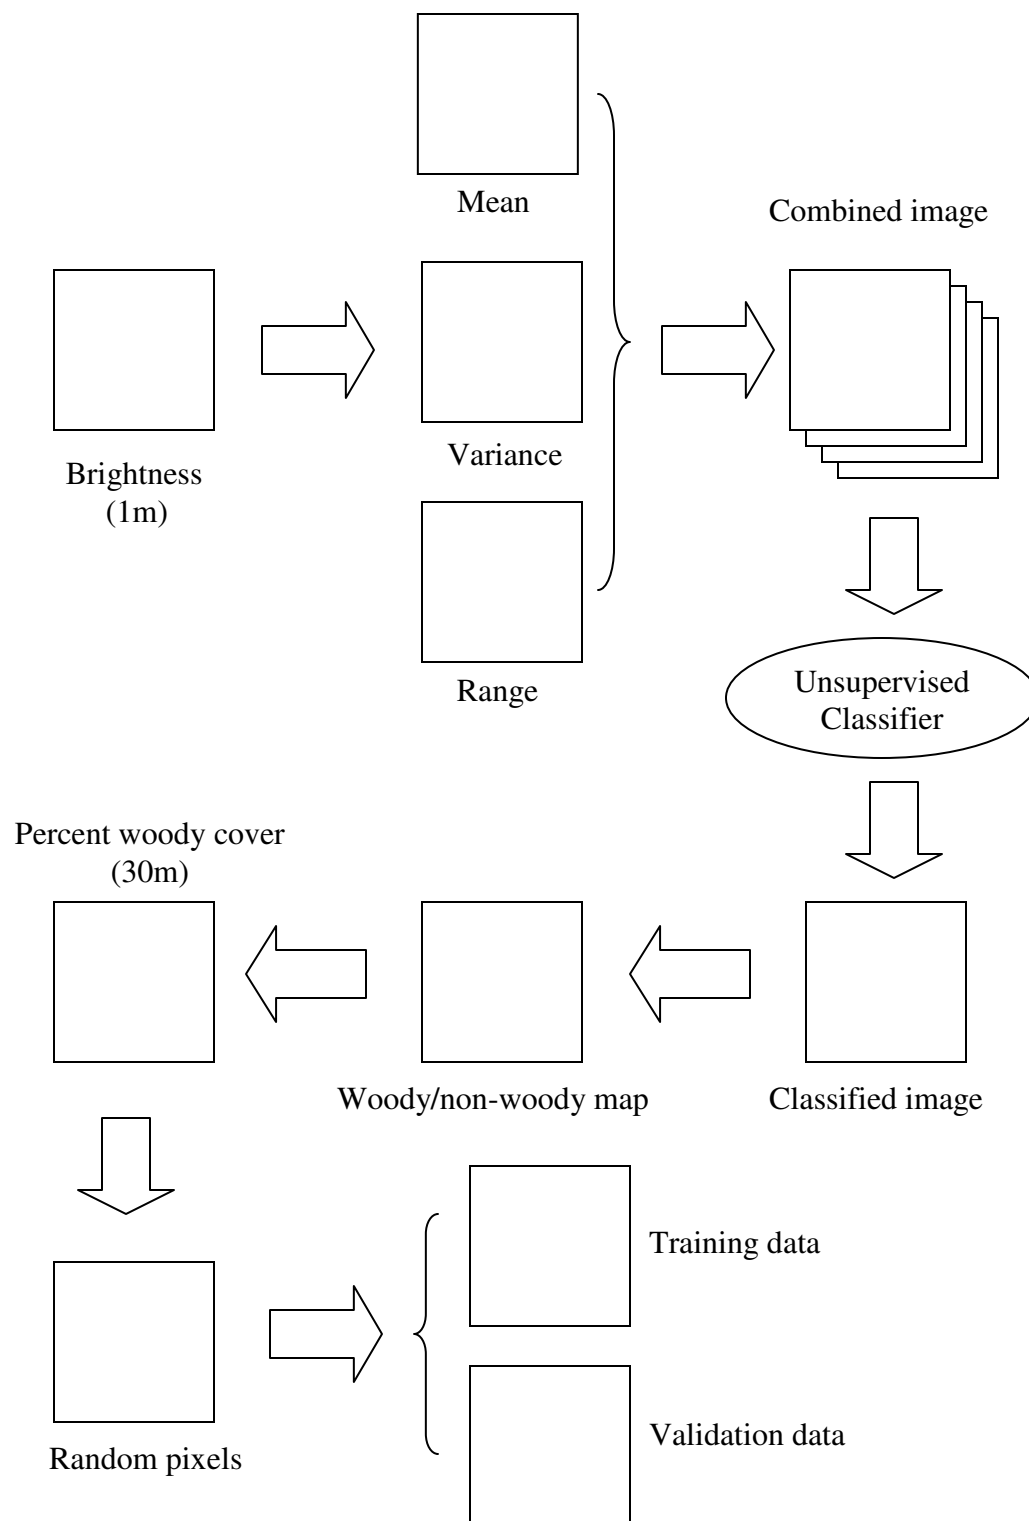 Mean
Combined image
Brightness
(1m)
Variance
Range
Unsupervised
Classifier
Percent woody cover
(30m)
Woody/non-woody map
Classified image
Training data
Random pixels
Validation data